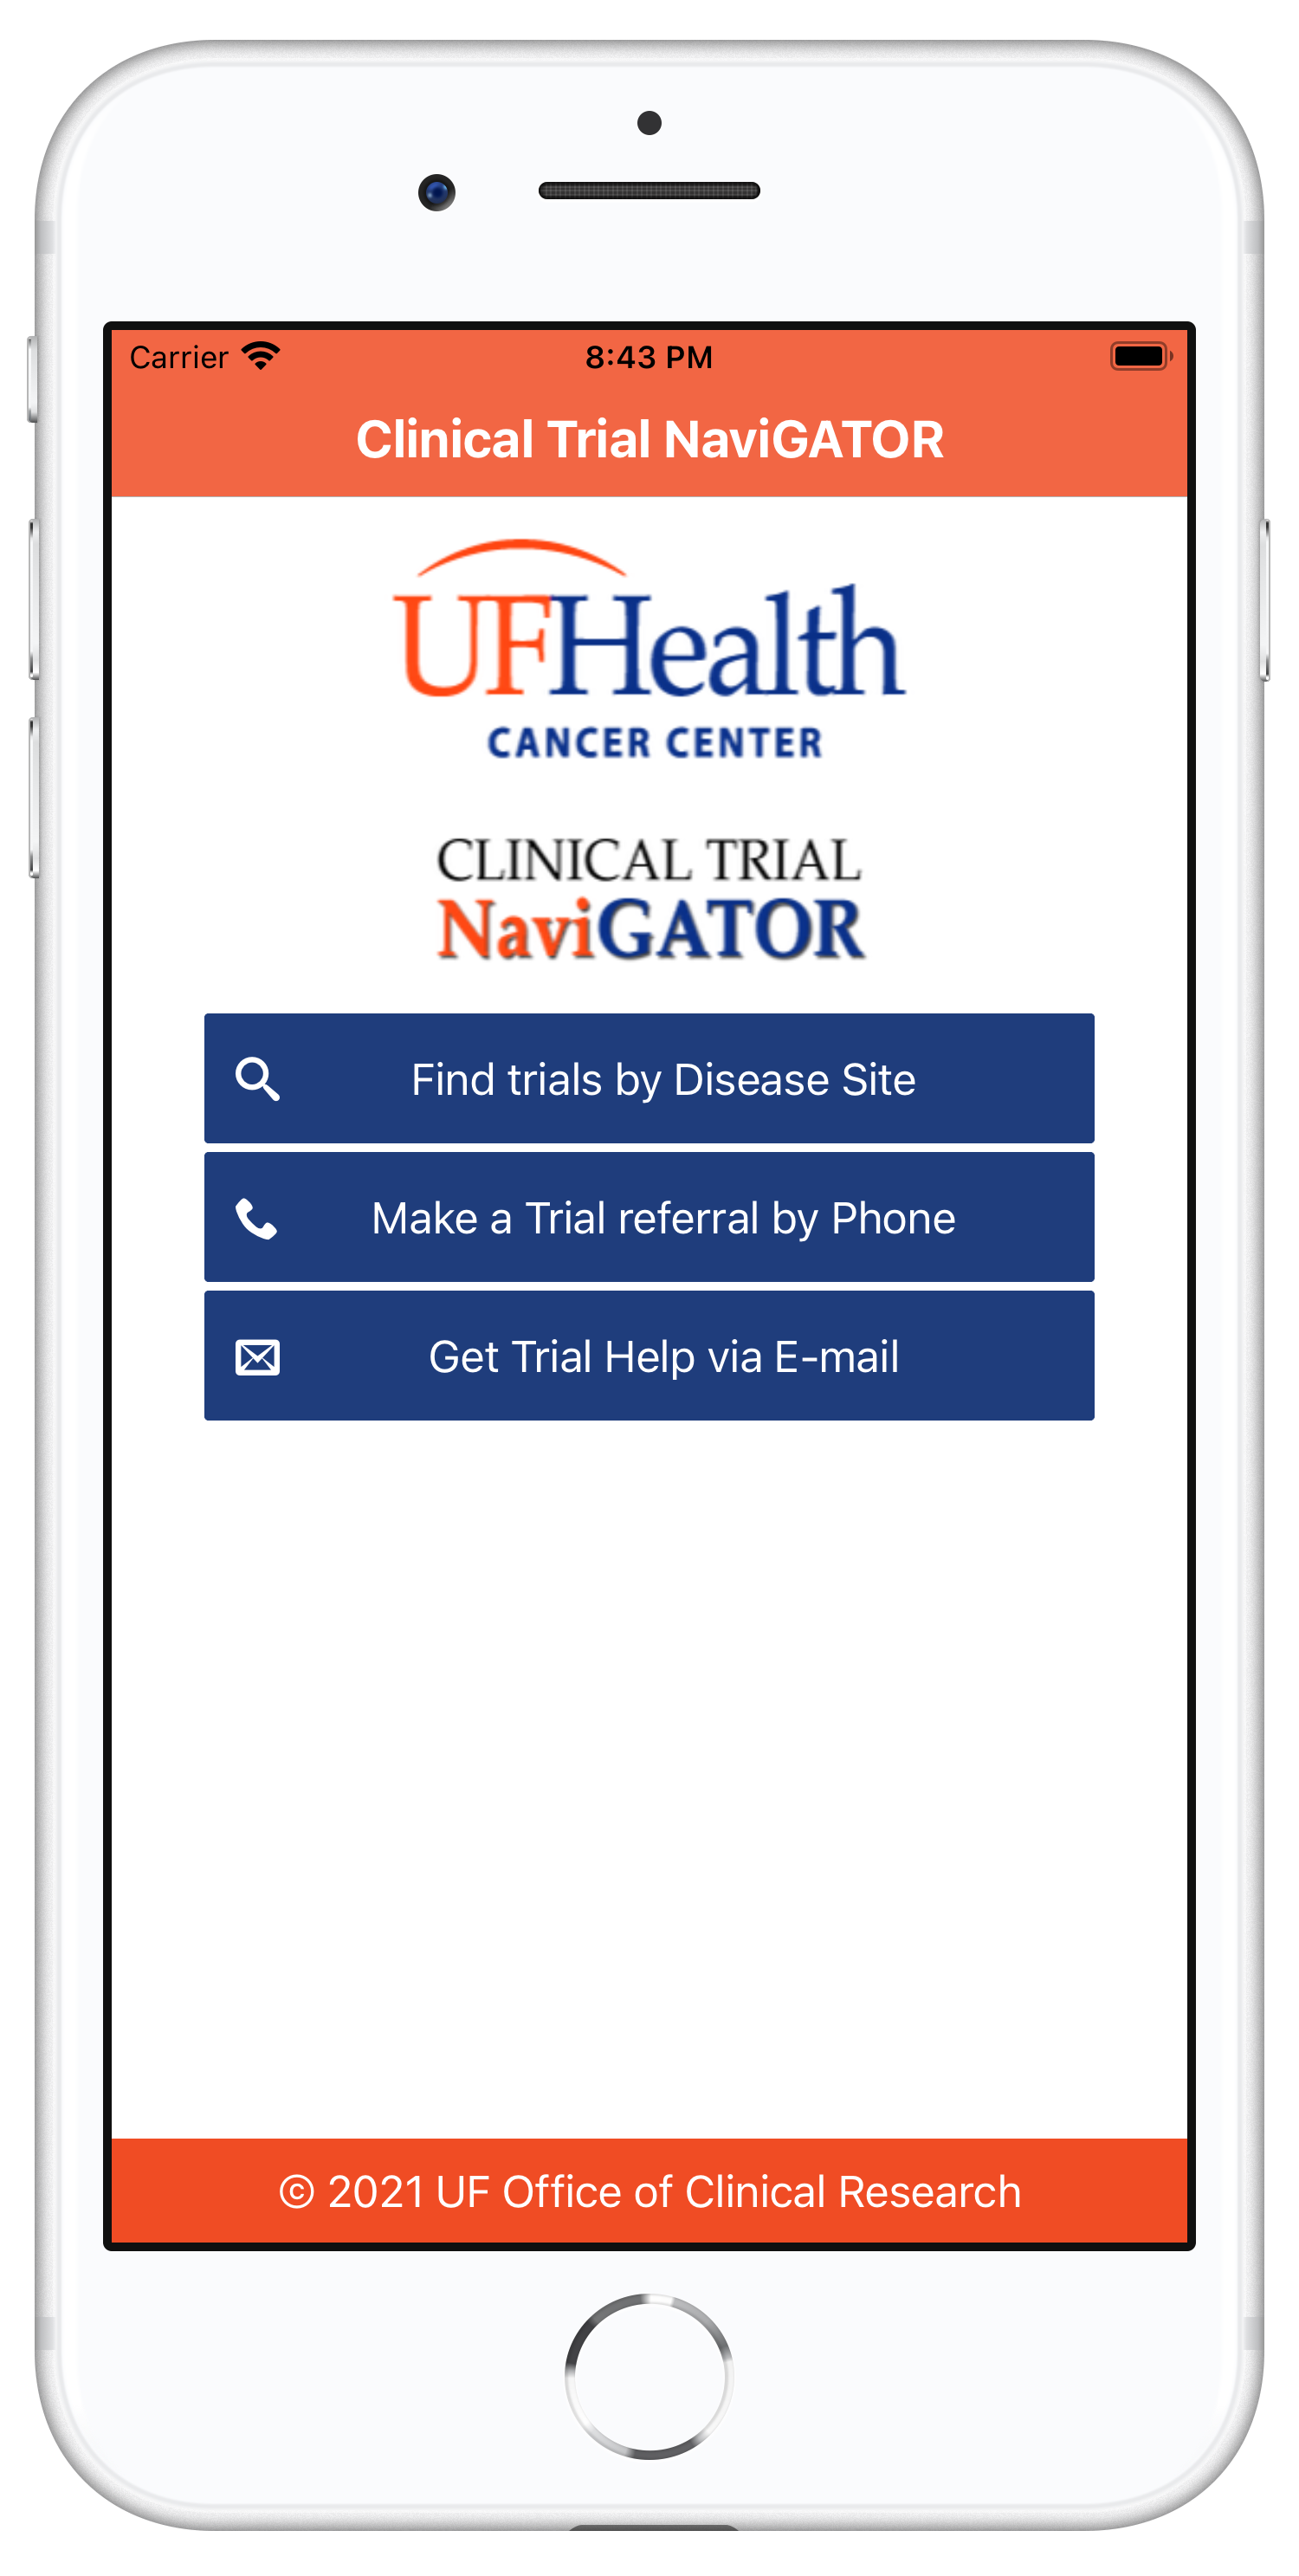 Carrier 8:43 PM
Clinical Trial NaviGATOR
UFHealth
CANCER CENTER
CLINICAL TRIAL
NaviGATOR
Find trials by Disease Site
Make a Trial referral by Phone
Get Trial Help via E-mail
© 2021 UF Office of Clinical Research